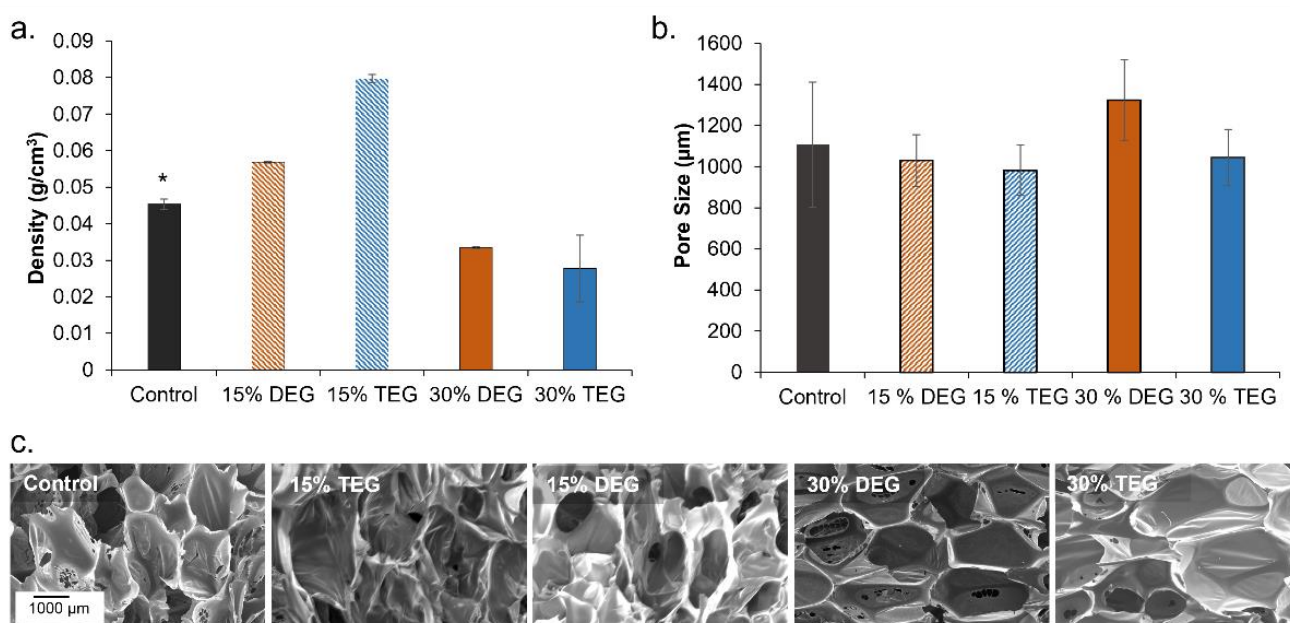 a.
Density (g/cm³)
0.09
0.08
0.07
0.06
0.05
0.04
0.03
0.02
0.01
0
*
Control 15% DEG 15% TEG 30% DEG 30% TEG
b.
Pore Size (µm)
1600
1400
1200
1000
800
600
400
200
0
Control 15 % DEG 15 % TEG 30 % DEG 30 % TEG
c.
Control
15% TEG
15% DEG
30% DEG
30% TEG
1000 µm